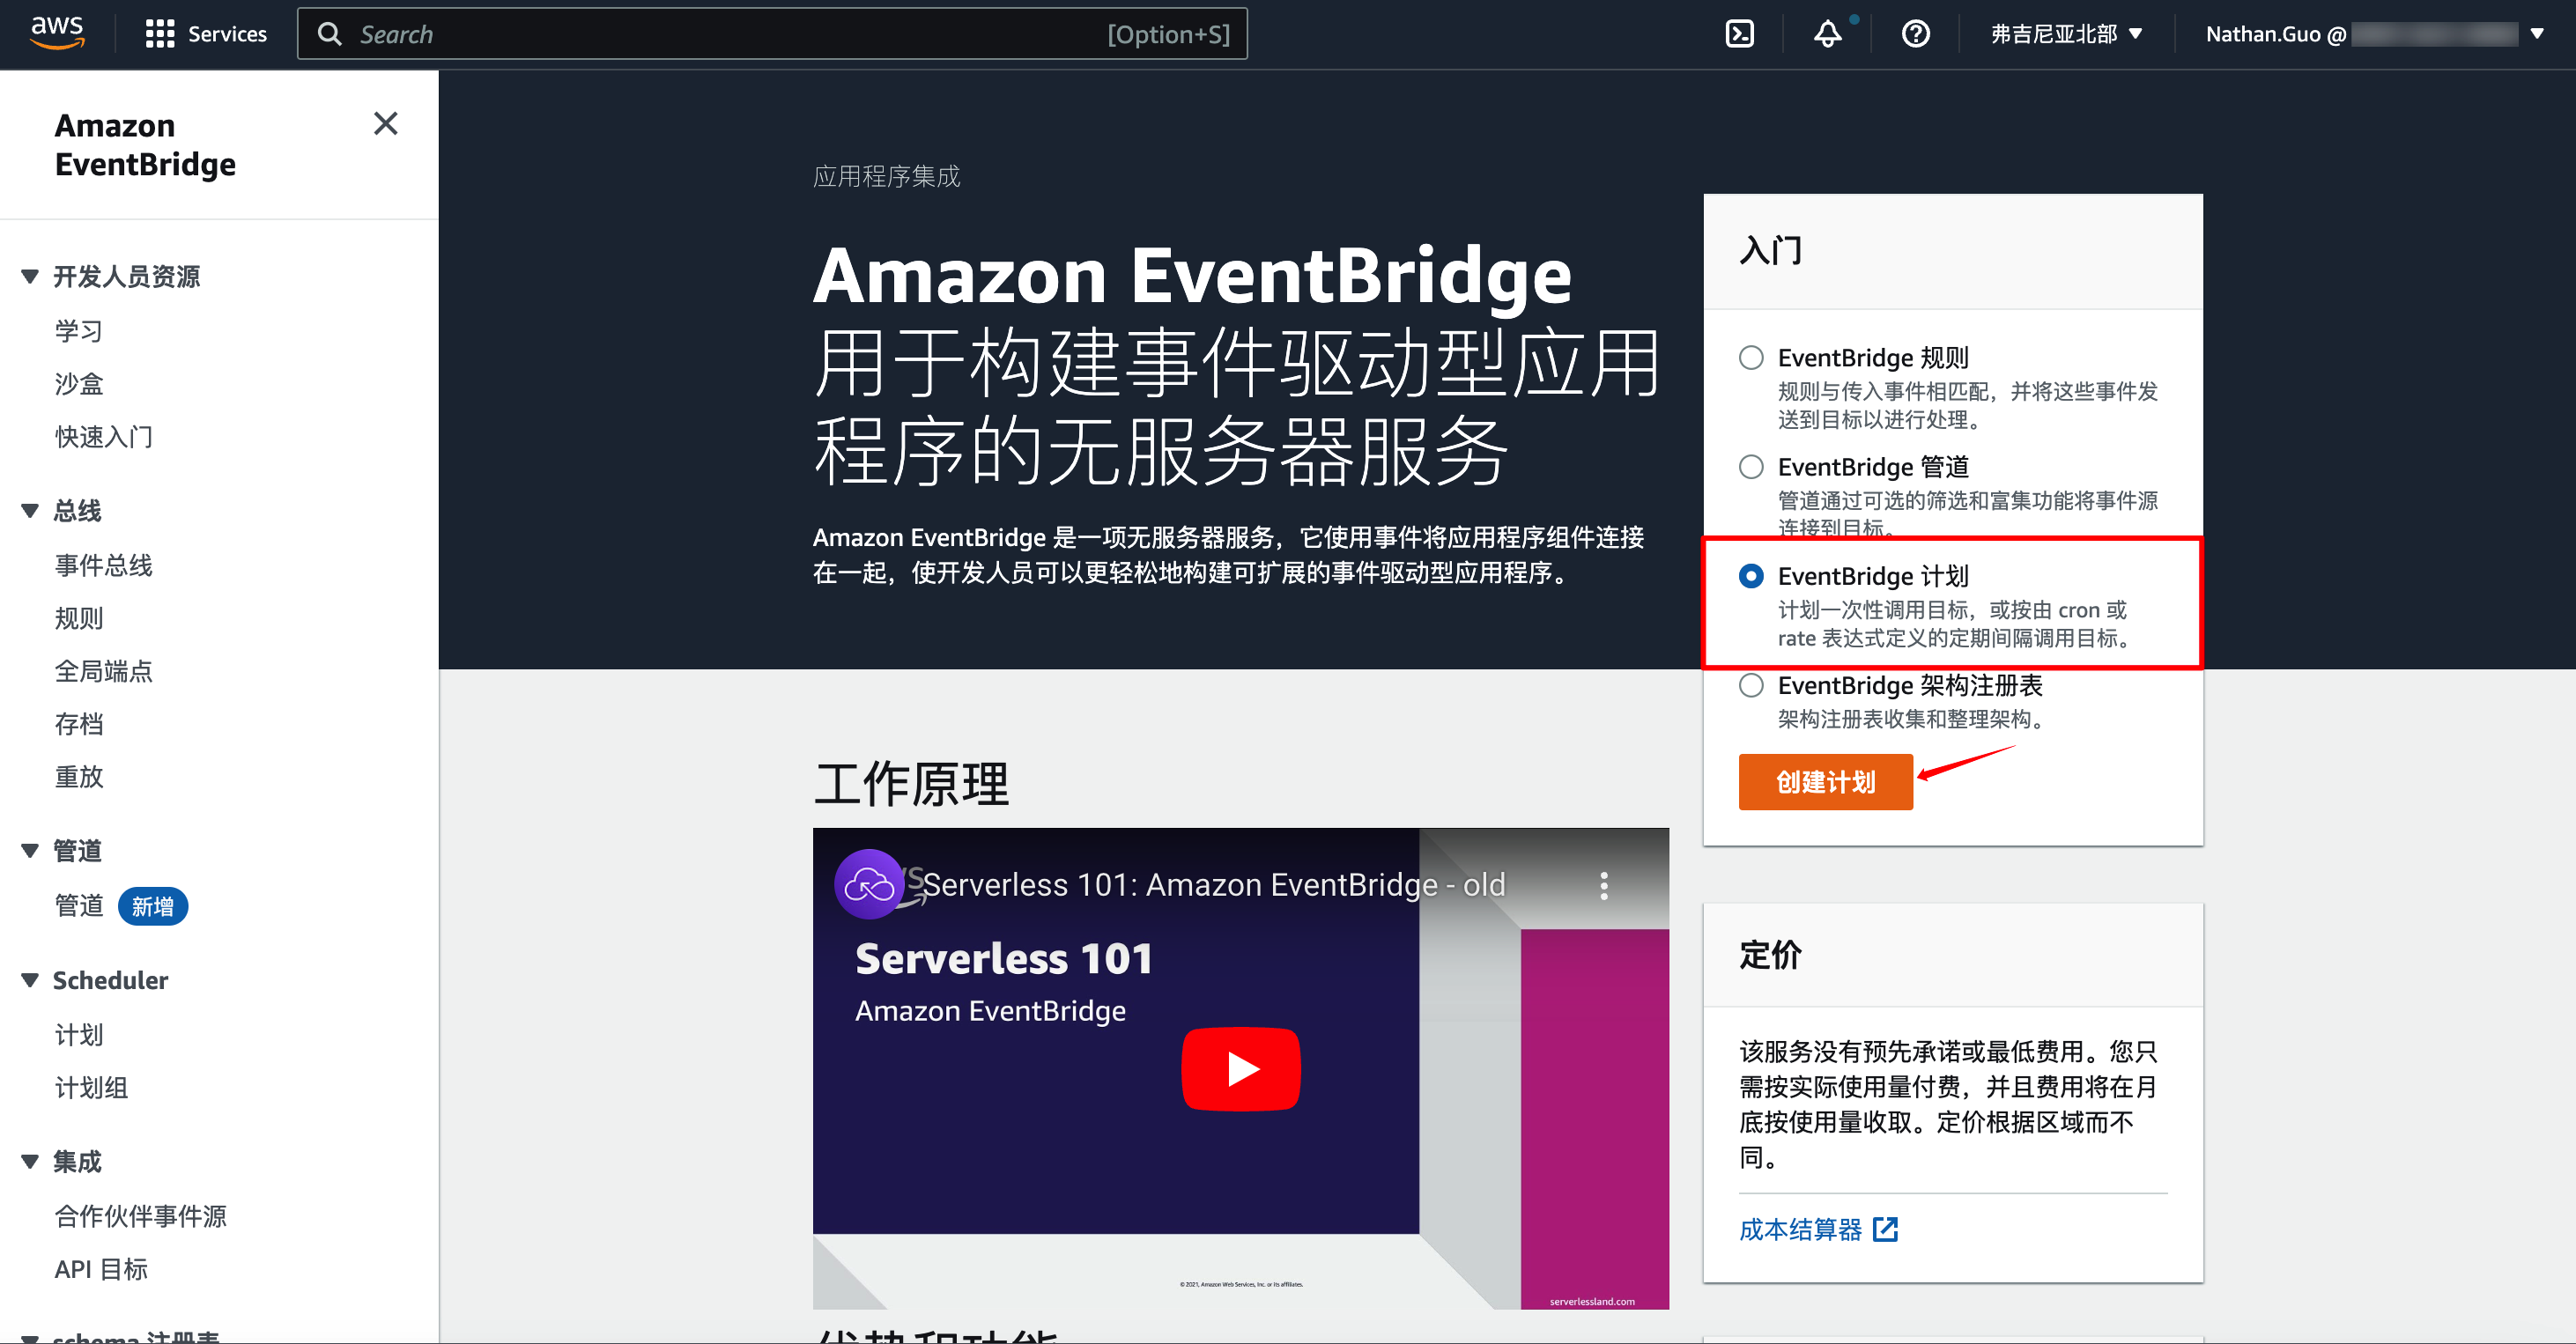 aws
Services
Search
[Option+S]
弗吉尼亚北部
Nathan.Guo @
Amazon
EventBridge
开发人员资源
学习
沙盒
快速入门
总线
事件总线
规则
全局端点
存档
重放
管道
管道 新增
Scheduler
计划
计划组
集成
合作伙伴事件源
API 目标
schema 注册表
应用程序集成
Amazon EventBridge
用于构建事件驱动型应用
程序的无服务器服务
Amazon EventBridge 是一项无服务器服务，它使用事件将应用程序组件连接
在一起，使开发人员可以更轻松地构建可扩展的事件驱动型应用程序。
工作原理
Serverless 101: Amazon EventBridge - old
Serverless 101
Amazon EventBridge
© 2021, Amazon Web Services, Inc. or its affiliates.
serverlessland.com
优势和功能
入门
EventBridge 规则
规则与传入事件相匹配，并将这些事件发
送到目标以进行处理。
EventBridge 管道
管道通过可选的筛选和富集功能将事件源
连接到目标。
EventBridge 计划
计划一次性调用目标，或按由 cron 或
rate 表达式定义的定期间隔调用目标。
EventBridge 架构注册表
架构注册表收集和整理架构。
创建计划
定价
该服务没有预先承诺或最低费用。您只
需按实际使用量付费，并且费用将在月
底按使用量收取。定价根据区域而不
同。
成本结算器